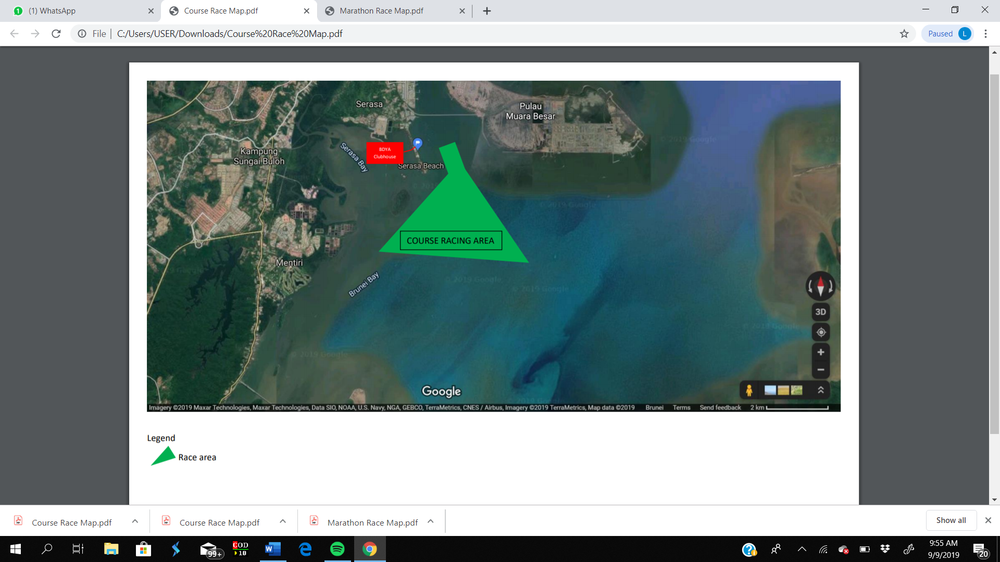 (1) WhatsApp
Course Race Map.pdf
Marathon Race Map.pdf
File
C:/Users/USER/Downloads/Course%20Race%20Map.pdf
Paused
L
Serasa
Pulau
Muara Besar
Kampung
Sungai Buloh
Serasa Bay
BDYA
Clubhouse
Serasa Beach
COURSE RACING AREA
Mentiri
Brunei Bay
3D
Google
Imagery ©2019 Maxar Technologies, Maxar Technologies, Data SIO, NOAA, U.S. Navy, NGA, GEBCO, TerraMetrics, CNES / Airbus, Imagery ©2019 TerraMetrics, Map data ©2019 Brunei Terms Send feedback 2 km
Legend
Race area
Course Race Map.pdf
Course Race Map.pdf
Marathon Race Map.pdf
Show all
99+
COD
10
W
9:55 AM
9/9/2019
20